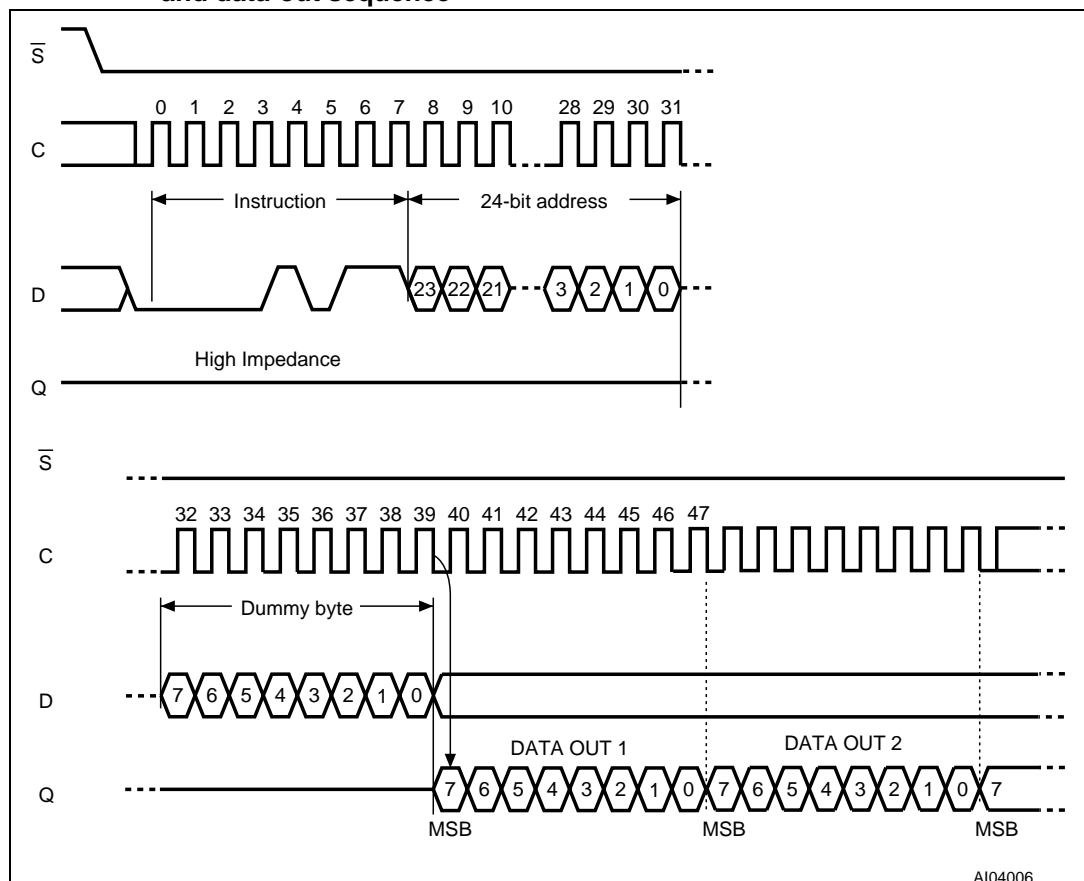 and data-out sequence
S
0 1 2 3 4 5 6 7 8 9 10 28 29 30 31
C
Instruction 24-bit address
D 23 22 21 3 2 1 0
High Impedance
Q
S
32 33 34 35 36 37 38 39 40 41 42 43 44 45 46 47
C
Dummy byte
D 7 6 5 4 3 2 1 0
DATA OUT 1 DATA OUT 2
Q 7 6 5 4 3 2 1 0 7 6 5 4 3 2 1 0 7
MSB MSB MSB
AI04006